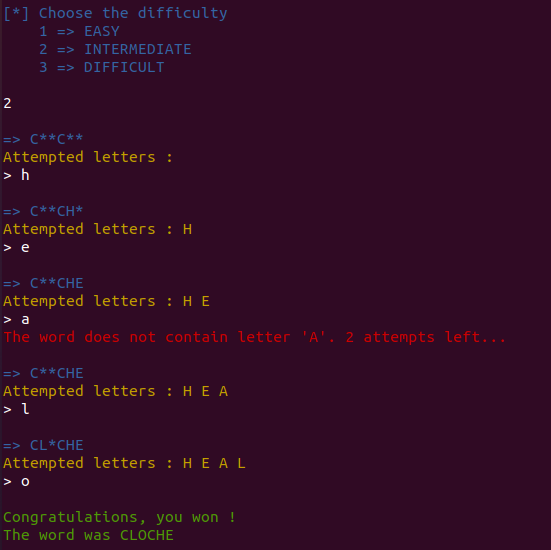 [*] Choose the difficulty
1 => EASY
2 => INTERMEDIATE
3 => DIFFICULT
2
=> C**C**
Attempted letters :
> h
=> C**CH*
Attempted letters : H
> e
=> C**CHE
Attempted letters : H E
> a
The word does not contain letter 'A'. 2 attempts left...
=> C**CHE
Attempted letters : H E A
> l
=> CL*CHE
Attempted letters : H E A L
> o
Congratulations, you won !
The word was CLOCHE